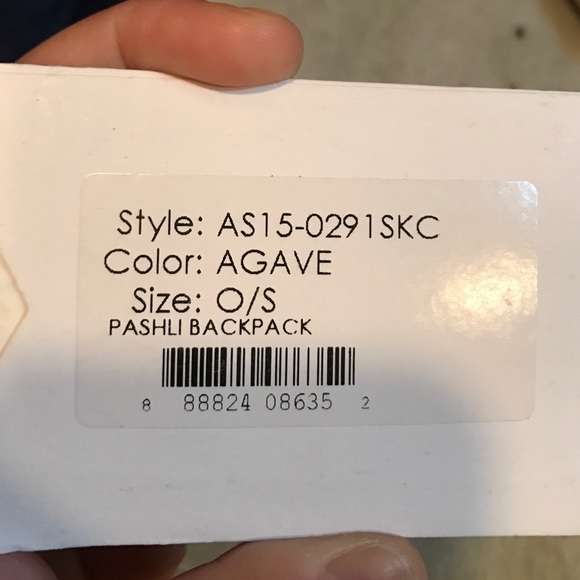 Style: AS15-0291SKC
Color: AGAVE
Size: O/S
PASHLI BACKPACK
8 88824 08635 2